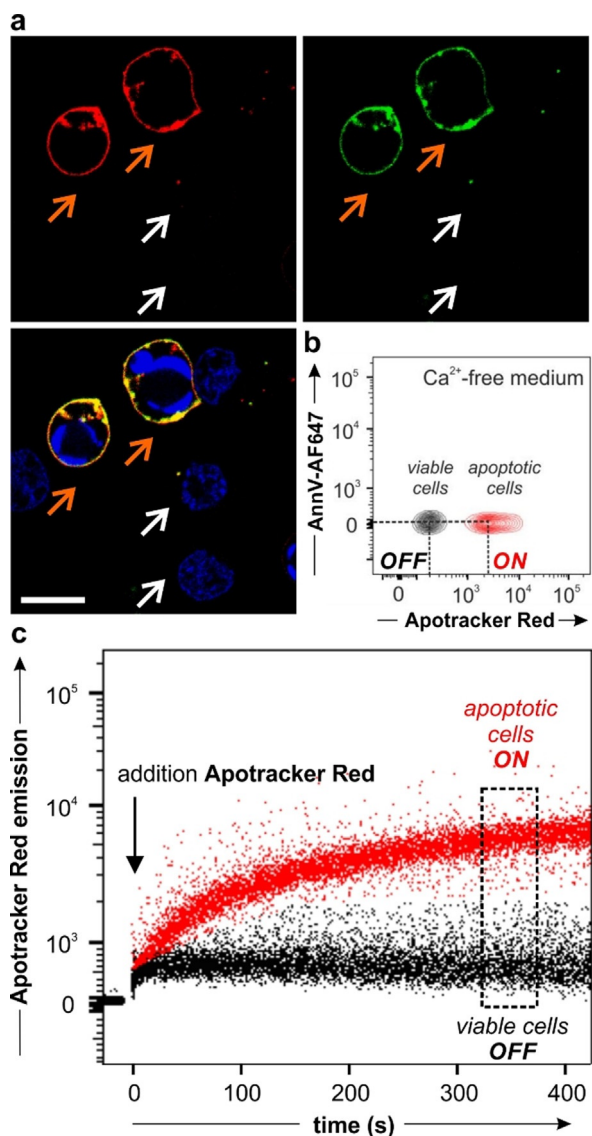 a
b
Ca²⁺-free medium
AnnV-AF647
10⁵
10⁴
10³
0
viable
cells
apoptotic
cells
OFF
ON
0
10³
10⁴
10⁵
Apotracker Red
c
Apotracker Red emission
10⁵
10⁴
10³
0
addition Apotracker Red
apoptotic
cells
ON
viable cells
OFF
0
100
200
300
400
time (s)